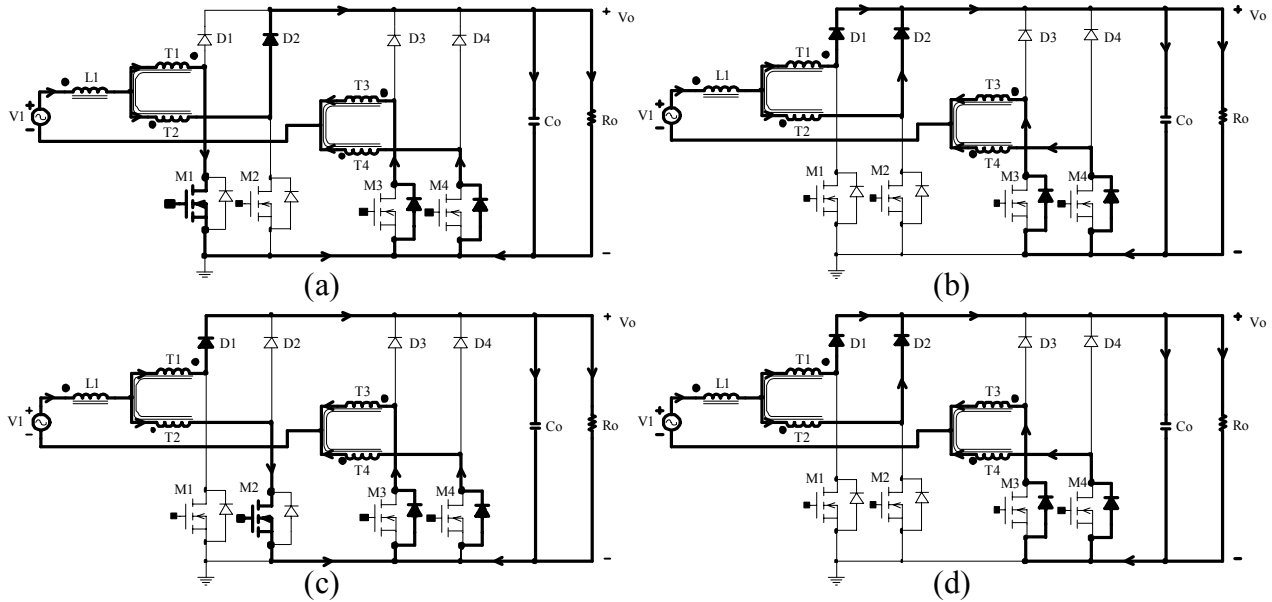 + Vo
D1 D2 D3 D4
T1
L1
T3
V1
+
-
T2
T4
Co Ro
M1 M2 M3 M4
-
(a)
+ Vo
D1 D2 D3 D4
T1
L1
T3
V1
+
-
T2
T4
Co Ro
M1 M2 M3 M4
-
(b)
+ Vo
D1 D2 D3 D4
T1
L1
T3
V1
+
-
T2
T4
Co Ro
M1 M2 M3 M4
-
(c)
+ Vo
D1 D2 D3 D4
T1
L1
T3
V1
+
-
T2
T4
Co Ro
M1 M2 M3 M4
-
(d)